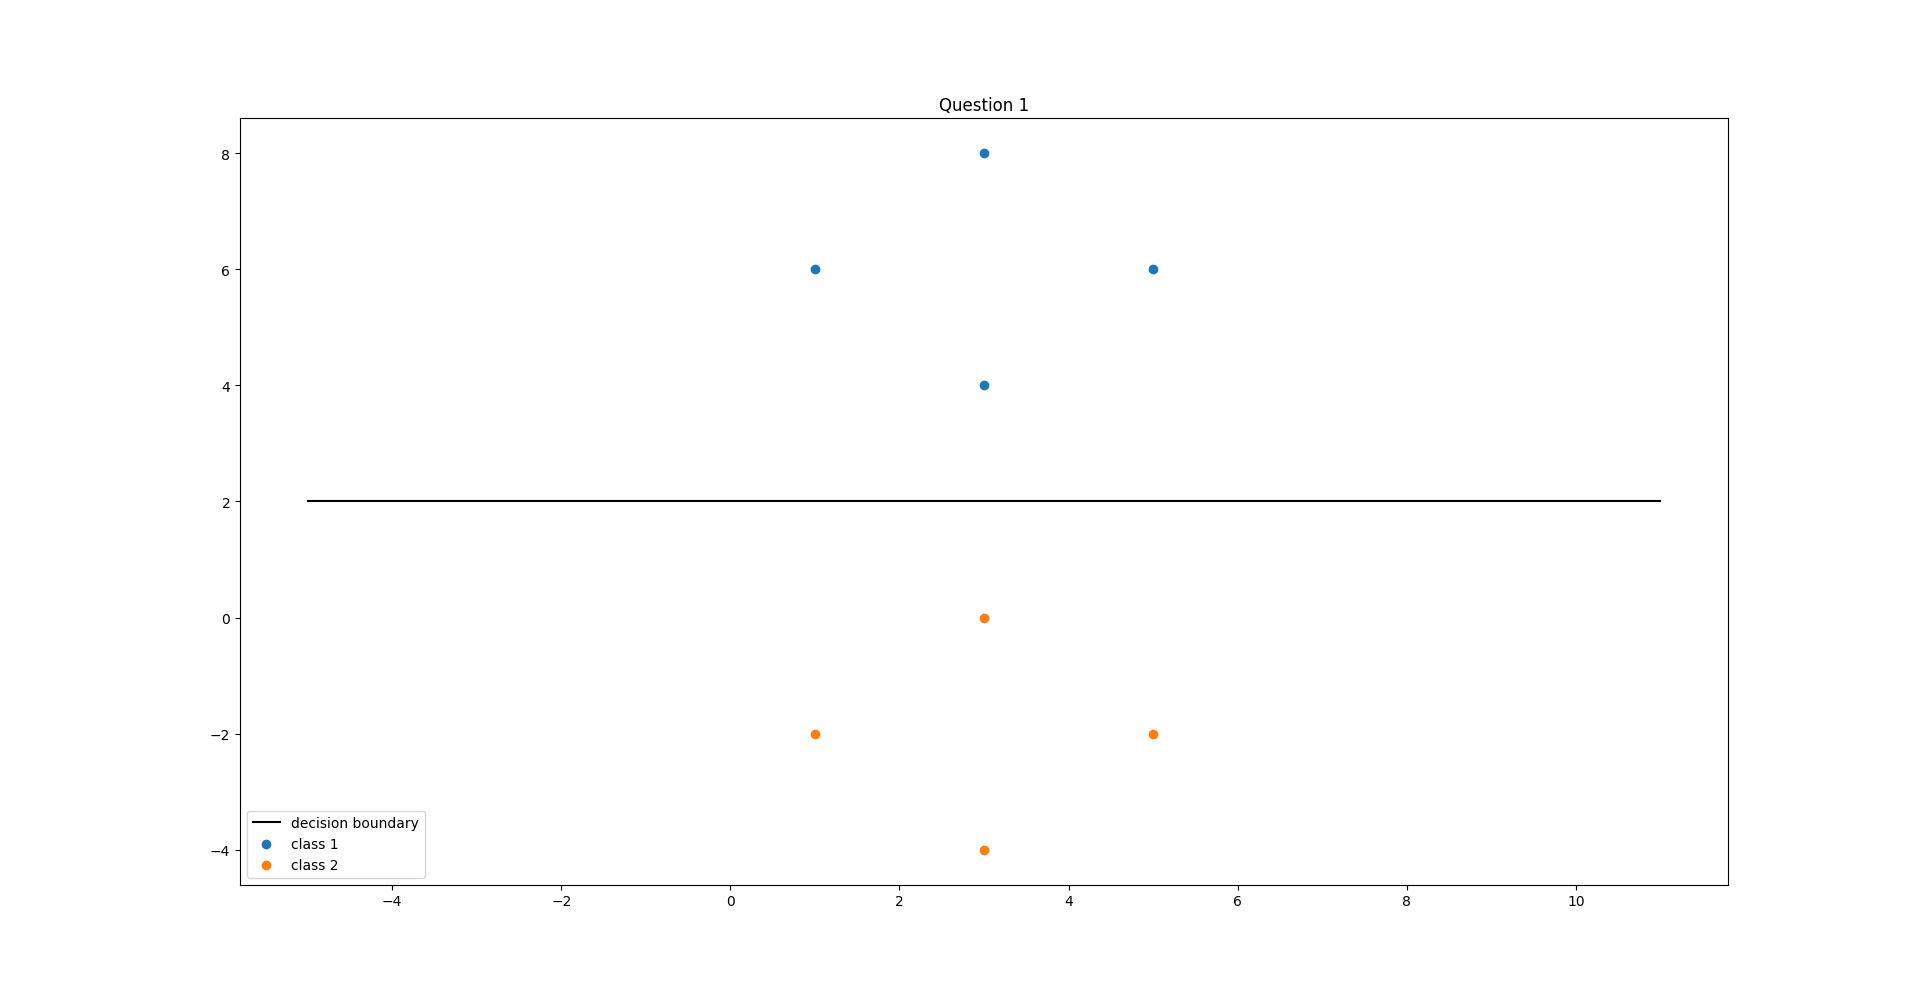 Question 1
8
6
4
2
0
−2
−4
decision boundary
class 1
class 2
−4 −2 0 2 4 6 8 10